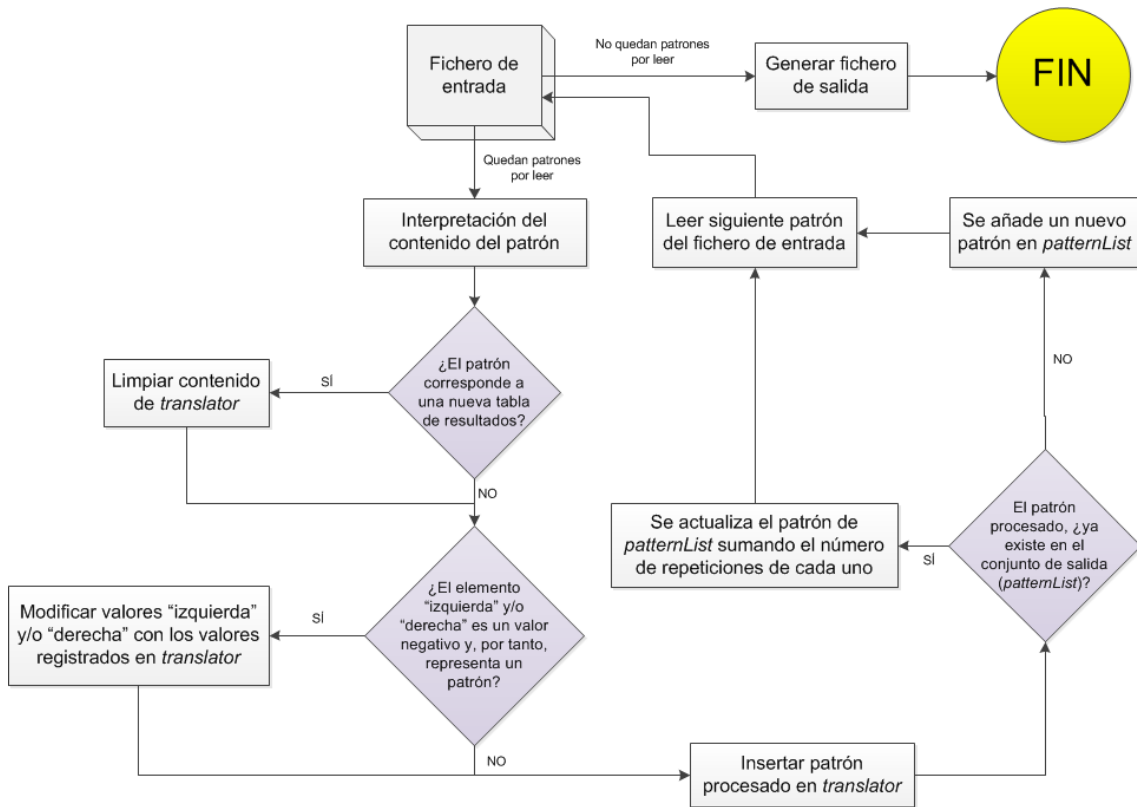 Fichero de
entrada
No quedan patrones
por leer
Generar fichero
de salida
FIN
Quedan patrones
por leer
Interpretación del
contenido del patrón
Leer siguiente patrón
del fichero de entrada
Se añade un nuevo
patrón en patternList
¿El patrón
corresponde a
una nueva tabla
de resultados?
SÍ
Limpiar contenido
de translator
NO
NO
¿El elemento
“izquierda” y/o
“derecha” es un valor
negativo y, por tanto,
representa un
patrón?
SÍ
Modificar valores “izquierda”
y/o “derecha” con los valores
registrados en translator
NO
Se actualiza el patrón de
patternList sumando el número
de repeticiones de cada uno
SÍ
El patrón
procesado, ¿ya
existe en el
conjunto de salida
(patternList)?
Insertar patrón
procesado en translator